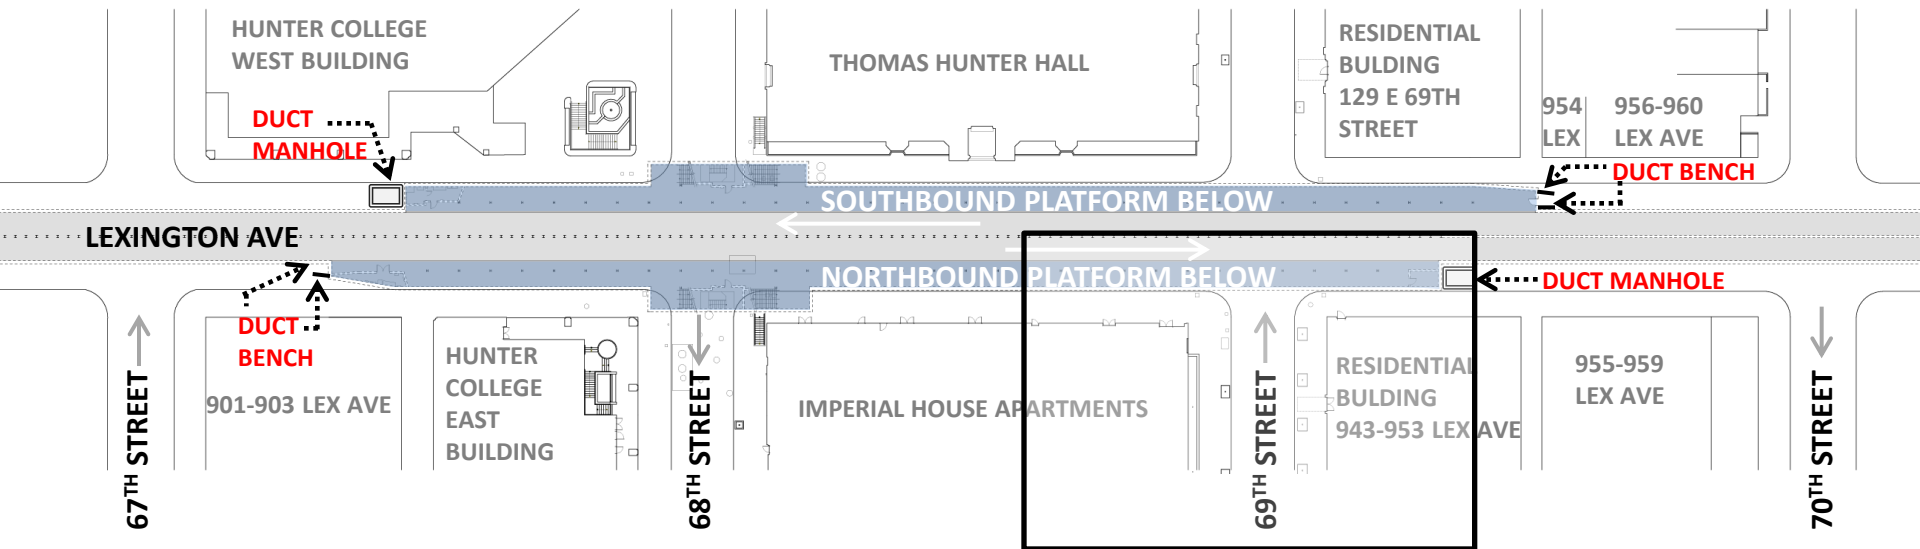 HUNTER COLLEGE
WEST BUILDING
THOMAS HUNTER HALL
RESIDENTIAL
BULDING
129 E 69TH
STREET
954
LEX
956-960
LEX AVE
DUCT
MANHOLE
DUCT BENCH
SOUTHBOUND PLATFORM BELOW
LEXINGTON AVE
NORTHBOUND PLATFORM BELOW
DUCT MANHOLE
DUCT
BENCH
901-903 LEX AVE
HUNTER
COLLEGE
EAST
BUILDING
IMPERIAL HOUSE APARTMENTS
RESIDENTIAL
BULDING
943-953 LEX AVE
955-959
LEX AVE
67TH STREET
68TH STREET
69TH STREET
70TH STREET